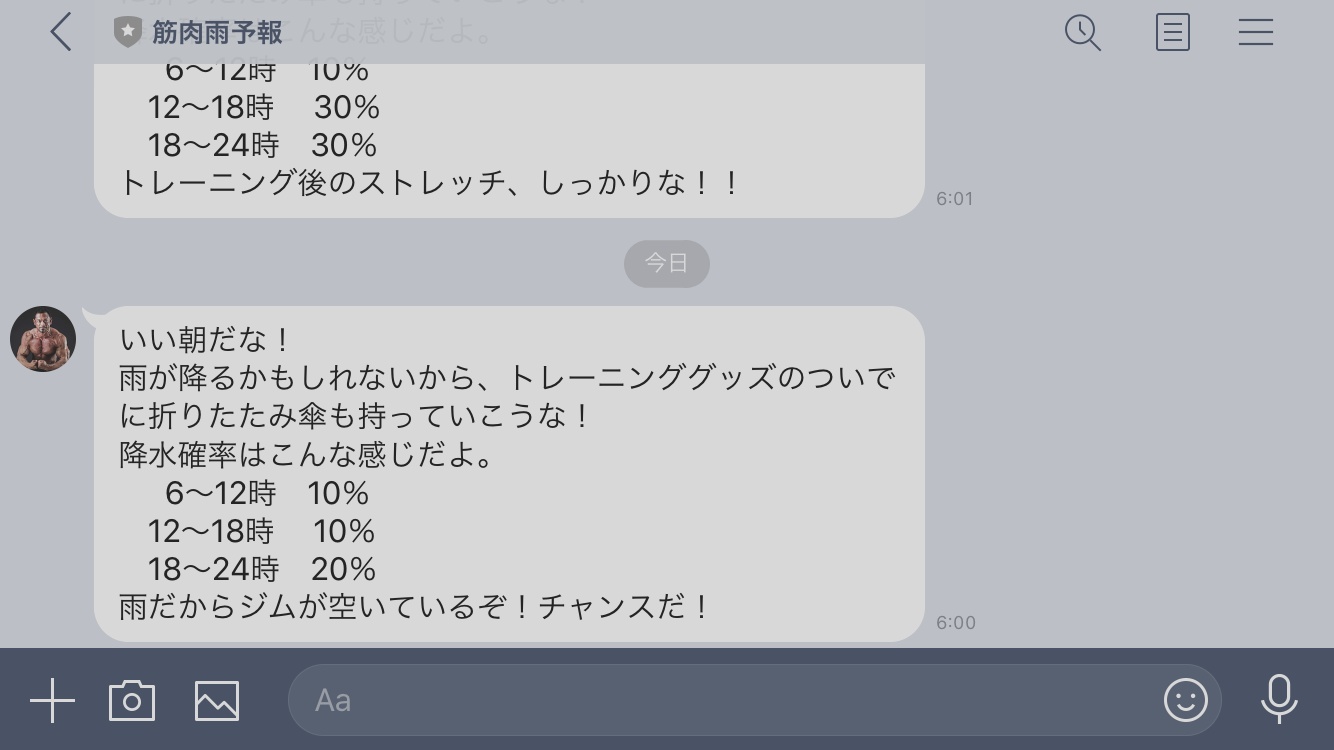 筋肉雨予報
こんな感じだよ。
6〜12時 10%
12〜18時 30%
18〜24時 30%
トレーニング後のストレッチ、しっかりな！！
6:01
今日
いい朝だな！
雨が降るかもしれないから、トレーニンググッズのついで
に折りたたみ傘も持っていこうな！
降水確率はこんな感じだよ。
6〜12時 10%
12〜18時 10%
18〜24時 20%
雨だからジムが空いているぞ！チャンスだ！
6:00
Aa